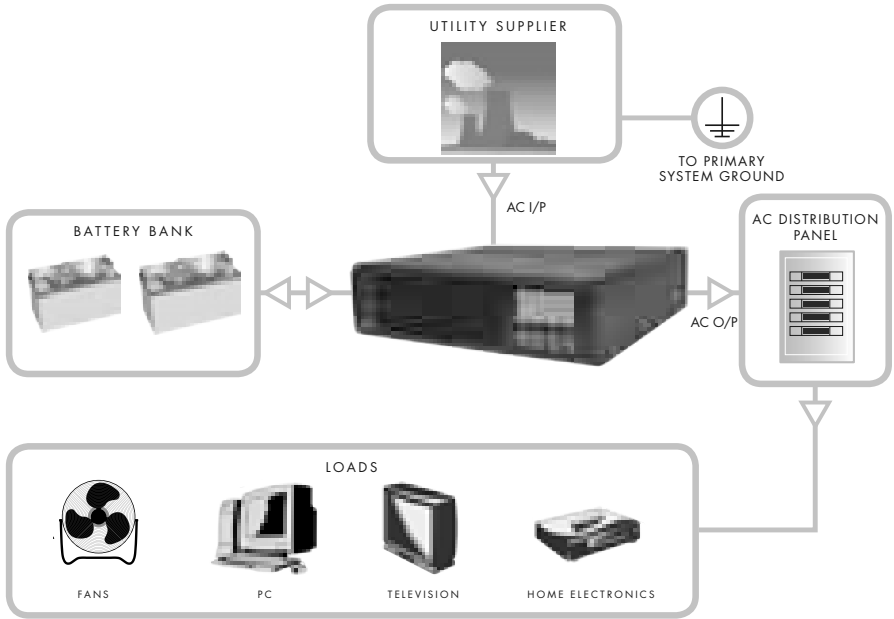 UTILITY SUPPLIER
TO PRIMARY
SYSTEM GROUND
AC I/P
BATTERY BANK
AC DISTRIBUTION
PANEL
AC O/P
LOADS
FANS
PC
TELEVISION
HOME ELECTRONICS